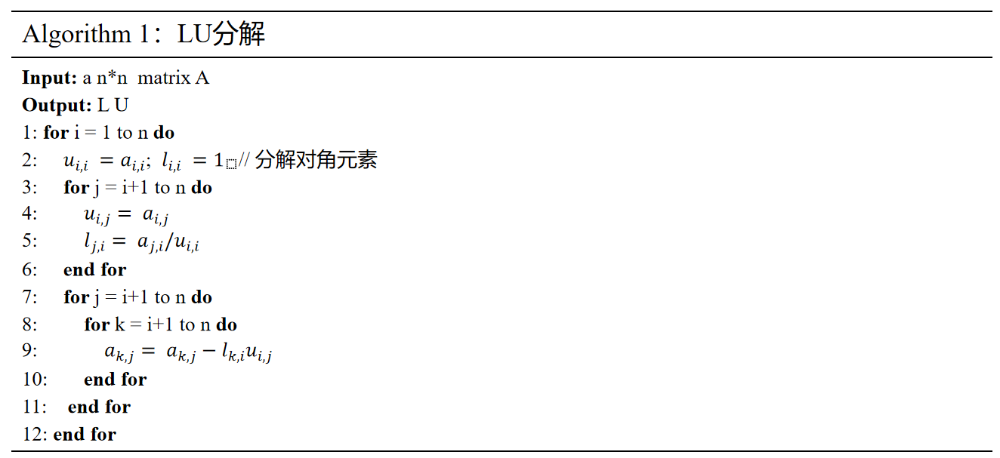 Algorithm 1：LU分解
Input: a n*n matrix A
Output: L U
1: for i = 1 to n do
2: u_{i,i} = a_{i,i}; l_{i,i} = 1 // 分解对角元素
3: for j = i+1 to n do
4: u_{i,j} = a_{i,j}
5: l_{j,i} = a_{j,i}/u_{i,i}
6: end for
7: for j = i+1 to n do
8: for k = i+1 to n do
9: a_{k,j} = a_{k,j} − l_{k,i}u_{i,j}
10: end for
11: end for
12: end for